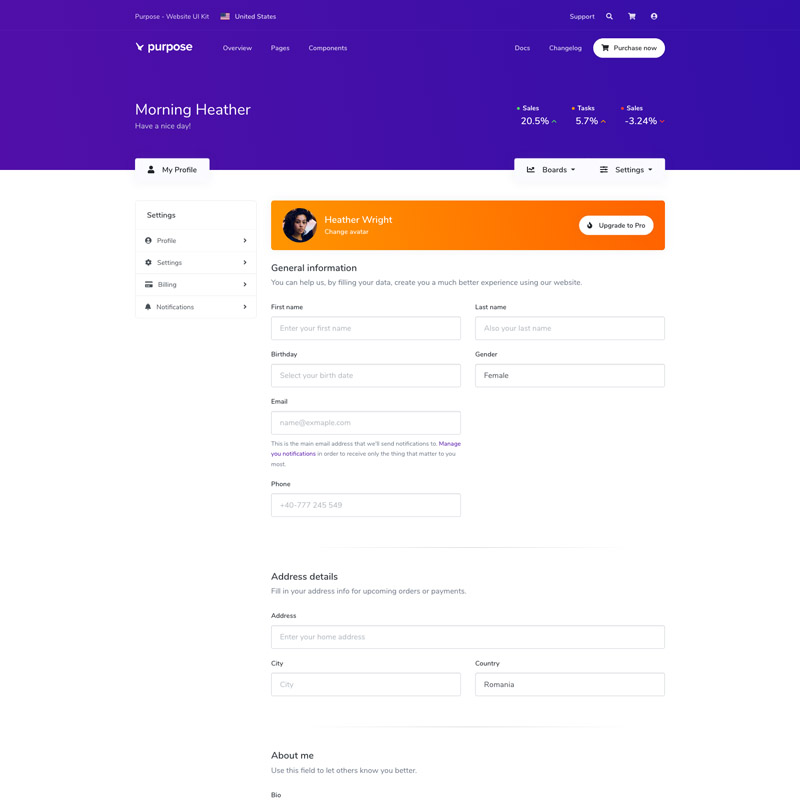 Purpose - Website UI Kit
United States
Support
purpose
Overview
Pages
Components
Docs
Changelog
Purchase now
Morning Heather
Have a nice day!
Sales
20.5%
Tasks
5.7%
Sales
-3.24%
My Profile
Boards
Settings
Settings
Profile
Settings
Billing
Notifications
Heather Wright
Change avatar
Upgrade to Pro
General information
You can help us, by filling your data, create you a much better experience using our website.
First name
Last name
Enter your first name
Also your last name
Birthday
Gender
Select your birth date
Female
Email
name@exmaple.com
This is the main email address that we'll send notifications to. Manage
you notifications in order to receive only the thing that matter to you
most.
Phone
+40-777 245 549
Address details
Fill in your address info for upcoming orders or payments.
Address
Enter your home address
City
Country
City
Romania
About me
Use this field to let others know you better.
Bio